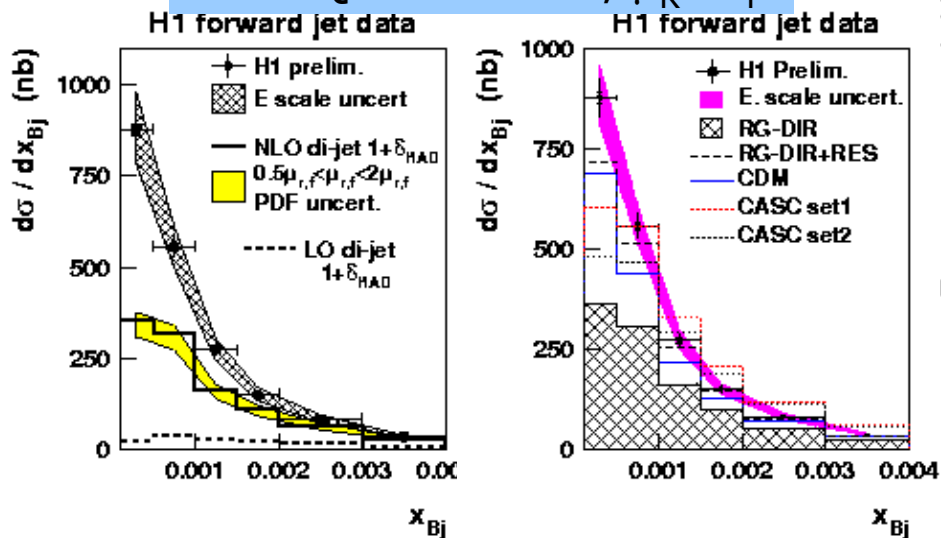 H1 forward jet data
dσ / dx_Bj (nb)
1000
750
500
250
0
H1 prelim.
E scale uncert
NLO di-jet 1+δ_HAD
0.5μ_r,f<μ_r,f<2μ_r,f
PDF uncert.
LO di-jet
1+δ_HAD
0.001 0.002 0.003
x_Bj
H1 forward jet data
dσ / dx_Bj (nb)
1000
750
500
250
0
H1 Prelim.
E. scale uncert.
RG-DIR
RG-DIR+RES
CDM
CASC set1
CASC set2
0.001 0.002 0.003 0.004
x_Bj